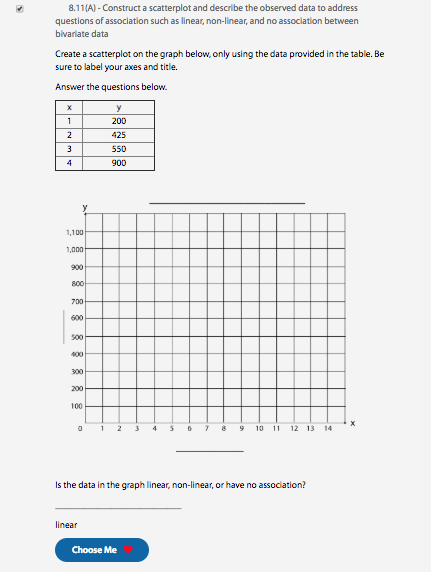 8.11(A) - Construct a scatterplot and describe the observed data to address
questions of association such as linear, non-linear, and no association between
bivariate data
Create a scatterplot on the graph below, only using the data provided in the table. Be
sure to label your axes and title.
Answer the questions below.
x y
1 200
2 425
3 550
4 900
y
1,100
1,000
900
800
700
600
500
400
300
200
100
0 1 2 3 4 5 6 7 8 9 10 11 12 13 14 x
Is the data in the graph linear, non-linear, or have no association?
linear
Choose Me